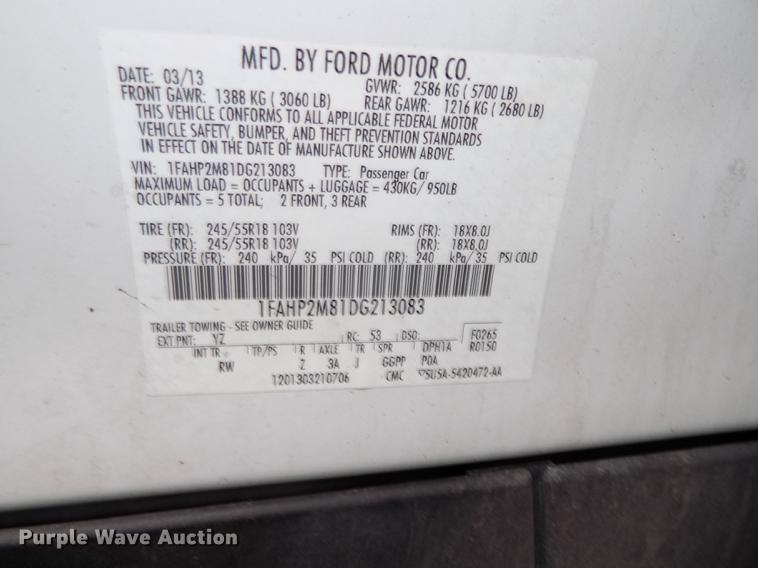 MFD. BY FORD MOTOR CO.
DATE: 03/13 GVWR: 2586 KG ( 5700 LB)
FRONT GAWR: 1388 KG ( 3060 LB) REAR GAWR: 1216 KG ( 2680 LB)
THIS VEHICLE CONFORMS TO ALL APPLICABLE FEDERAL MOTOR
VEHICLE SAFETY, BUMPER, AND THEFT PREVENTION STANDARDS
IN EFFECT ON THE DATE OF MANUFACTURE SHOWN ABOVE.
VIN: 1FAHP2M81DG213083 TYPE: Passenger Car
MAXIMUM LOAD = OCCUPANTS + LUGGAGE = 430KG/ 950LB
OCCUPANTS = 5 TOTAL; 2 FRONT, 3 REAR
TIRE (FR): 245/55R18 103V RIMS (FR): 18X8.0J
(RR): 245/55R18 103V (RR): 18X8.0J
PRESSURE (FR): 240 kPa/ 35 PSI COLD (RR): 240 kPa/ 35 PSI COLD
1FAHP2M81DG213083
TRAILER TOWING - SEE OWNER GUIDE
EXT PNT: YZ RC: 53 DSO: F0265
INT TR TP/PS R AXLE TR SPR DPH1A R0150
RW Z 3A J GGPP POA
1201303210706 CMC 5U5A-5420472-AA
Purple Wave Auction